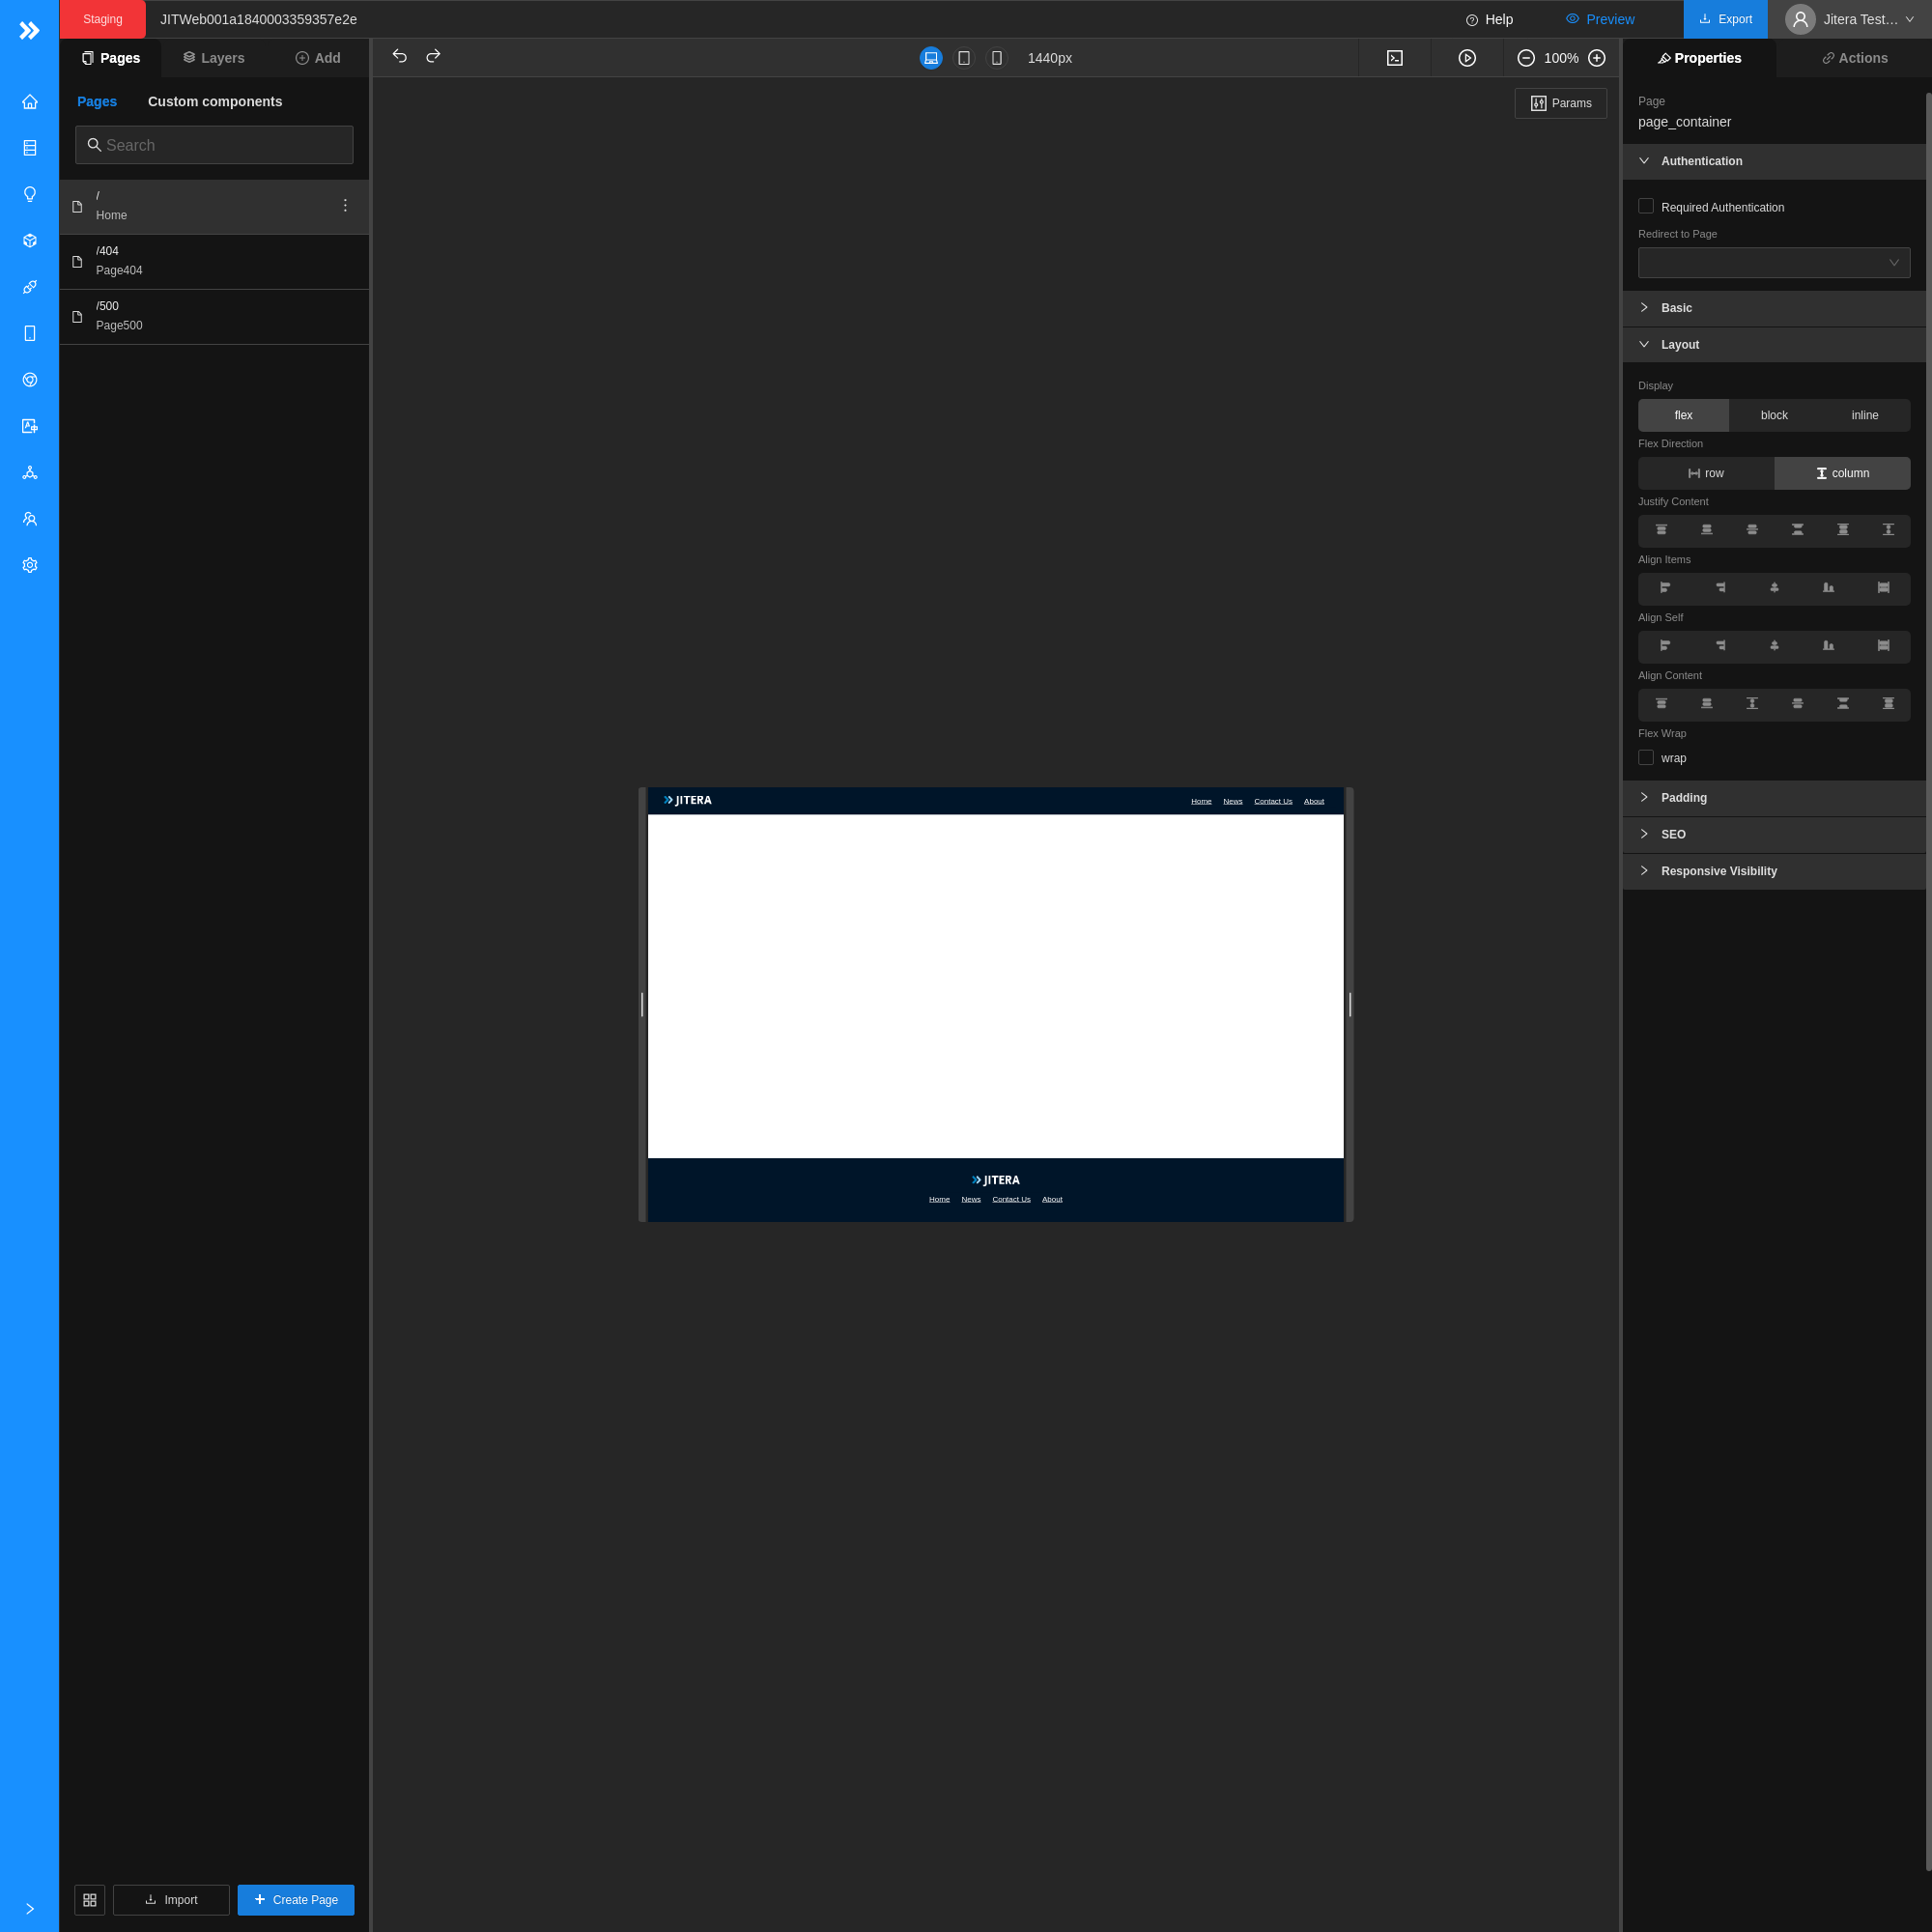 Staging
JITWeb001a1840003359357e2e
Help
Preview
Export
Jitera Test…
Pages
Layers
Add
1440px
100%
Properties
Actions
Pages
Custom components
Search
/
Home
/404
Page404
/500
Page500
Import
Create Page
Params
JITERA
Home
News
Contact Us
About
JITERA
Home
News
Contact Us
About
Page
page_container
Authentication
Required Authentication
Redirect to Page
Basic
Layout
Display
flex
block
inline
Flex Direction
row
column
Justify Content
Align Items
Align Self
Align Content
Flex Wrap
wrap
Padding
SEO
Responsive Visibility